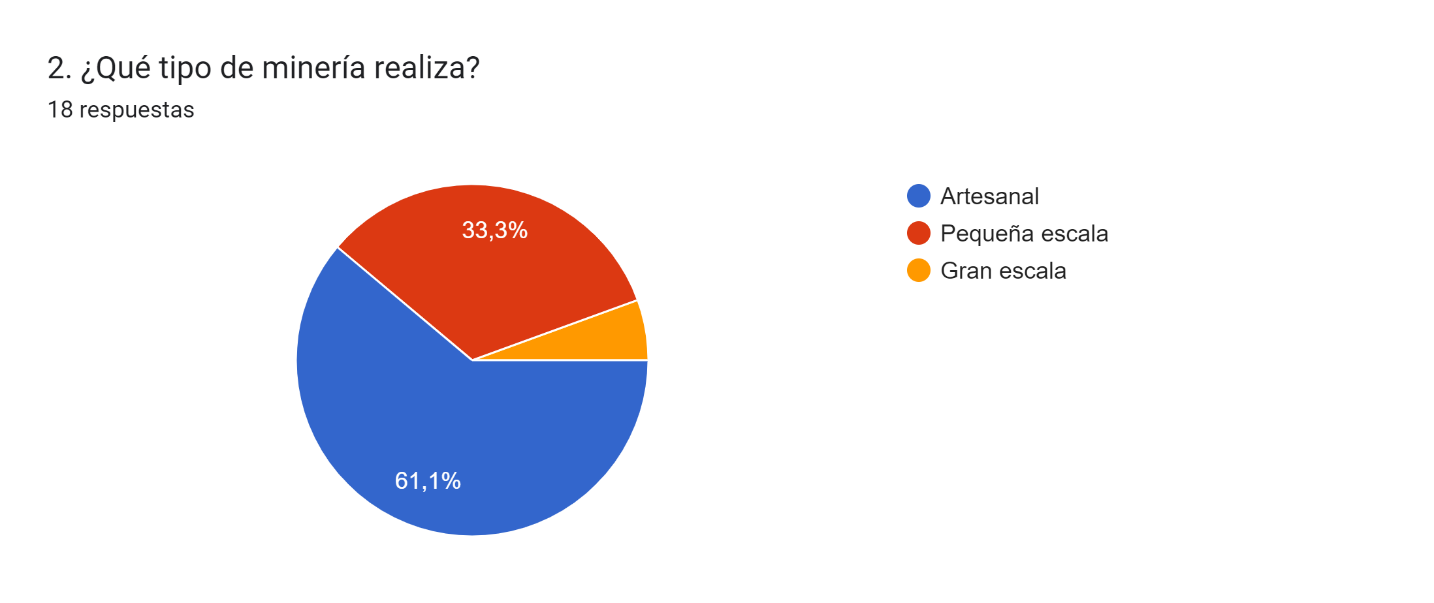 2. ¿Qué tipo de minería realiza?
18 respuestas
33,3%
61,1%
Artesanal
Pequeña escala
Gran escala